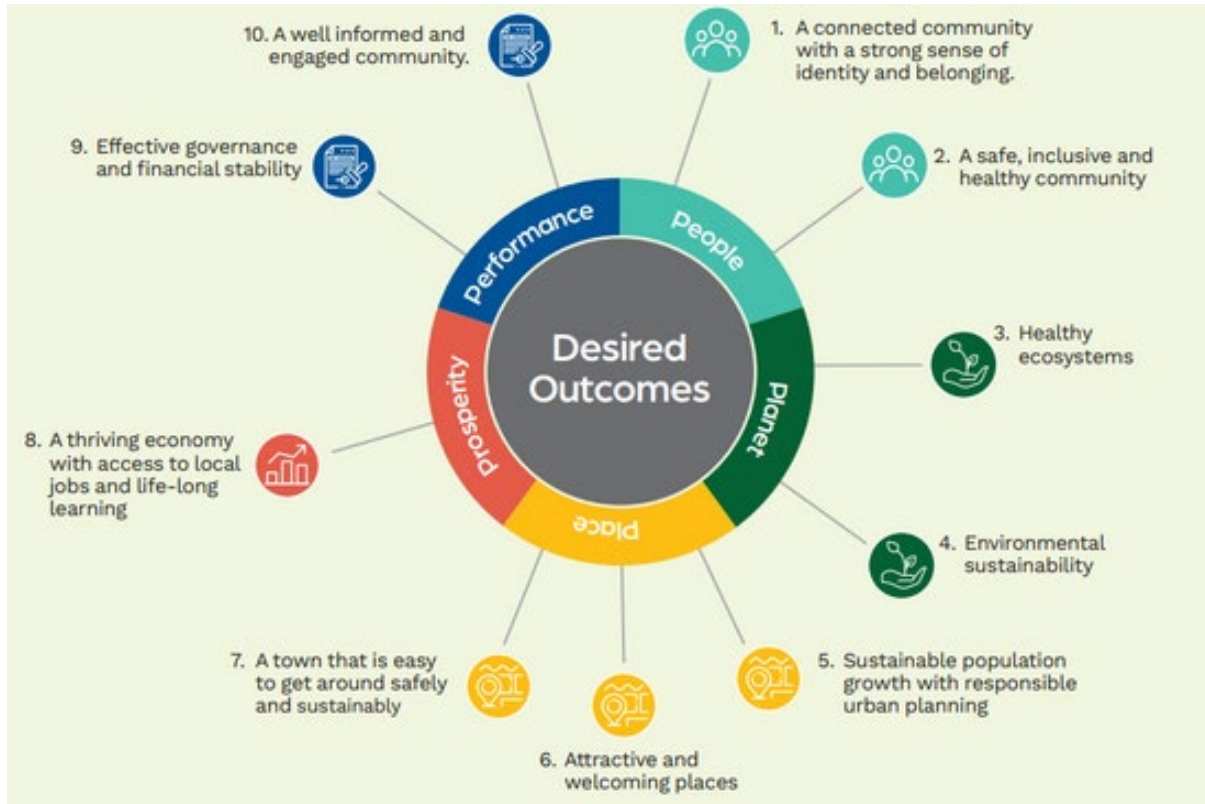 Desired
Outcomes
People
1. A connected community
with a strong sense of
identity and belonging.
2. A safe, inclusive and
healthy community
Planet
3. Healthy
ecosystems
4. Environmental
sustainability
Place
5. Sustainable population
growth with responsible
urban planning
6. Attractive and
welcoming places
7. A town that is easy
to get around safely
and sustainably
Prosperity
8. A thriving economy
with access to local
jobs and life-long
learning
Performance
9. Effective governance
and financial stability
10. A well informed and
engaged community.